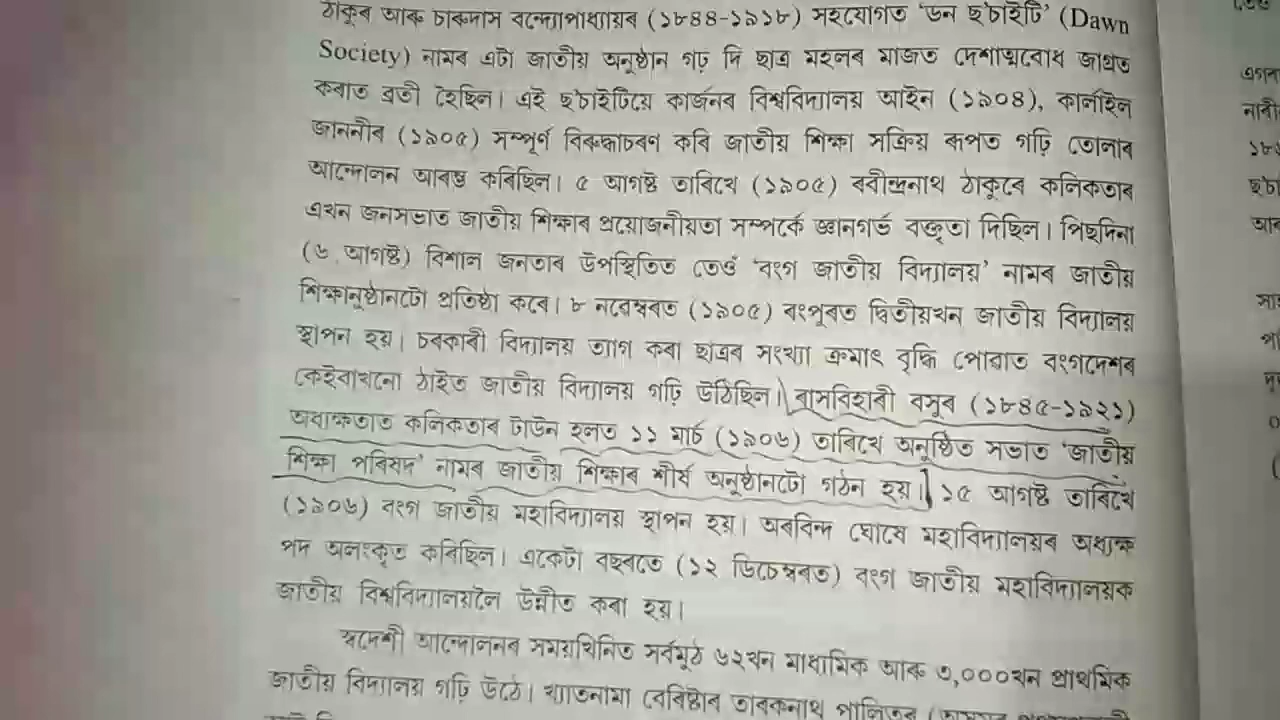 ঠাকুৰ আৰু চাৰুদাস বন্দ্যোপাধ্যায়ৰ (১৮৪৪-১৯১৮) সহযোগত 'ডন ছ'চাইটি' (Dawn
Society) নামৰ এটা জাতীয় অনুষ্ঠান গঢ় দি ছাত্ৰ মহলৰ মাজত দেশাত্মবোধ জাগ্ৰত
কৰাত ব্ৰতী হৈছিল। এই ছ'চাইটিয়ে কাৰ্জনৰ বিশ্ববিদ্যালয় আইন (১৯০৪), কাৰ্লাইল
জাননীৰ (১৯০৫) সম্পূৰ্ণ বিৰুদ্ধাচৰণ কৰি জাতীয় শিক্ষা সক্ৰিয় ৰূপত গঢ়ি তোলাৰ
আন্দোলন আৰম্ভ কৰিছিল। ৫ আগষ্ট তাৰিখে (১৯০৫) ৰবীন্দ্ৰনাথ ঠাকুৰে কলিকতাৰ
এখন জনসভাত জাতীয় শিক্ষাৰ প্ৰয়োজনীয়তা সম্পৰ্কে জ্ঞানগৰ্ভ বক্তৃতা দিছিল। পিছদিনা
(৬ আগষ্ট) বিশাল জনতাৰ উপস্থিতিত তেওঁ 'বংগ জাতীয় বিদ্যালয়' নামৰ জাতীয়
শিক্ষানুষ্ঠানটো প্ৰতিষ্ঠা কৰে। ৮ নৱেম্বৰত (১৯০৫) ৰংপুৰত দ্বিতীয়খন জাতীয় বিদ্যালয়
স্থাপন হয়। চৰকাৰী বিদ্যালয় ত্যাগ কৰা ছাত্ৰৰ সংখ্যা ক্ৰমাৎ বৃদ্ধি পোৱাত বংগদেশৰ
কেইবাখনো ঠাইত জাতীয় বিদ্যালয় গঢ়ি উঠিছিল। ৰাসবিহাৰী বসুৰ (১৮৪৫-১৯২১)
অধ্যক্ষতাত কলিকতাৰ টাউন হলত ১১ মাৰ্চ (১৯০৬) তাৰিখে অনুষ্ঠিত সভাত 'জাতীয়
শিক্ষা পৰিষদ' নামৰ জাতীয় শিক্ষাৰ শীৰ্ষ অনুষ্ঠানটো গঠন হয়। ১৫ আগষ্ট তাৰিখে
(১৯০৬) বংগ জাতীয় মহাবিদ্যালয় স্থাপন হয়। অৰবিন্দ ঘোষে মহাবিদ্যালয়ৰ অধ্যক্ষ
পদ অলংকৃত কৰিছিল। একেটা বছৰতে (১২ ডিচেম্বৰত) বংগ জাতীয় মহাবিদ্যালয়ক
জাতীয় বিশ্ববিদ্যালয়লৈ উন্নীত কৰা হয়।
স্বদেশী আন্দোলনৰ সময়খিনিত সৰ্বমুঠ ৬২খন মাধ্যমিক আৰু ৩,০০০খন প্ৰাথমিক
জাতীয় বিদ্যালয় গঢ়ি উঠে। খ্যাতনামা বেৰিষ্টাৰ তাৰকনাথ পালিতৰ